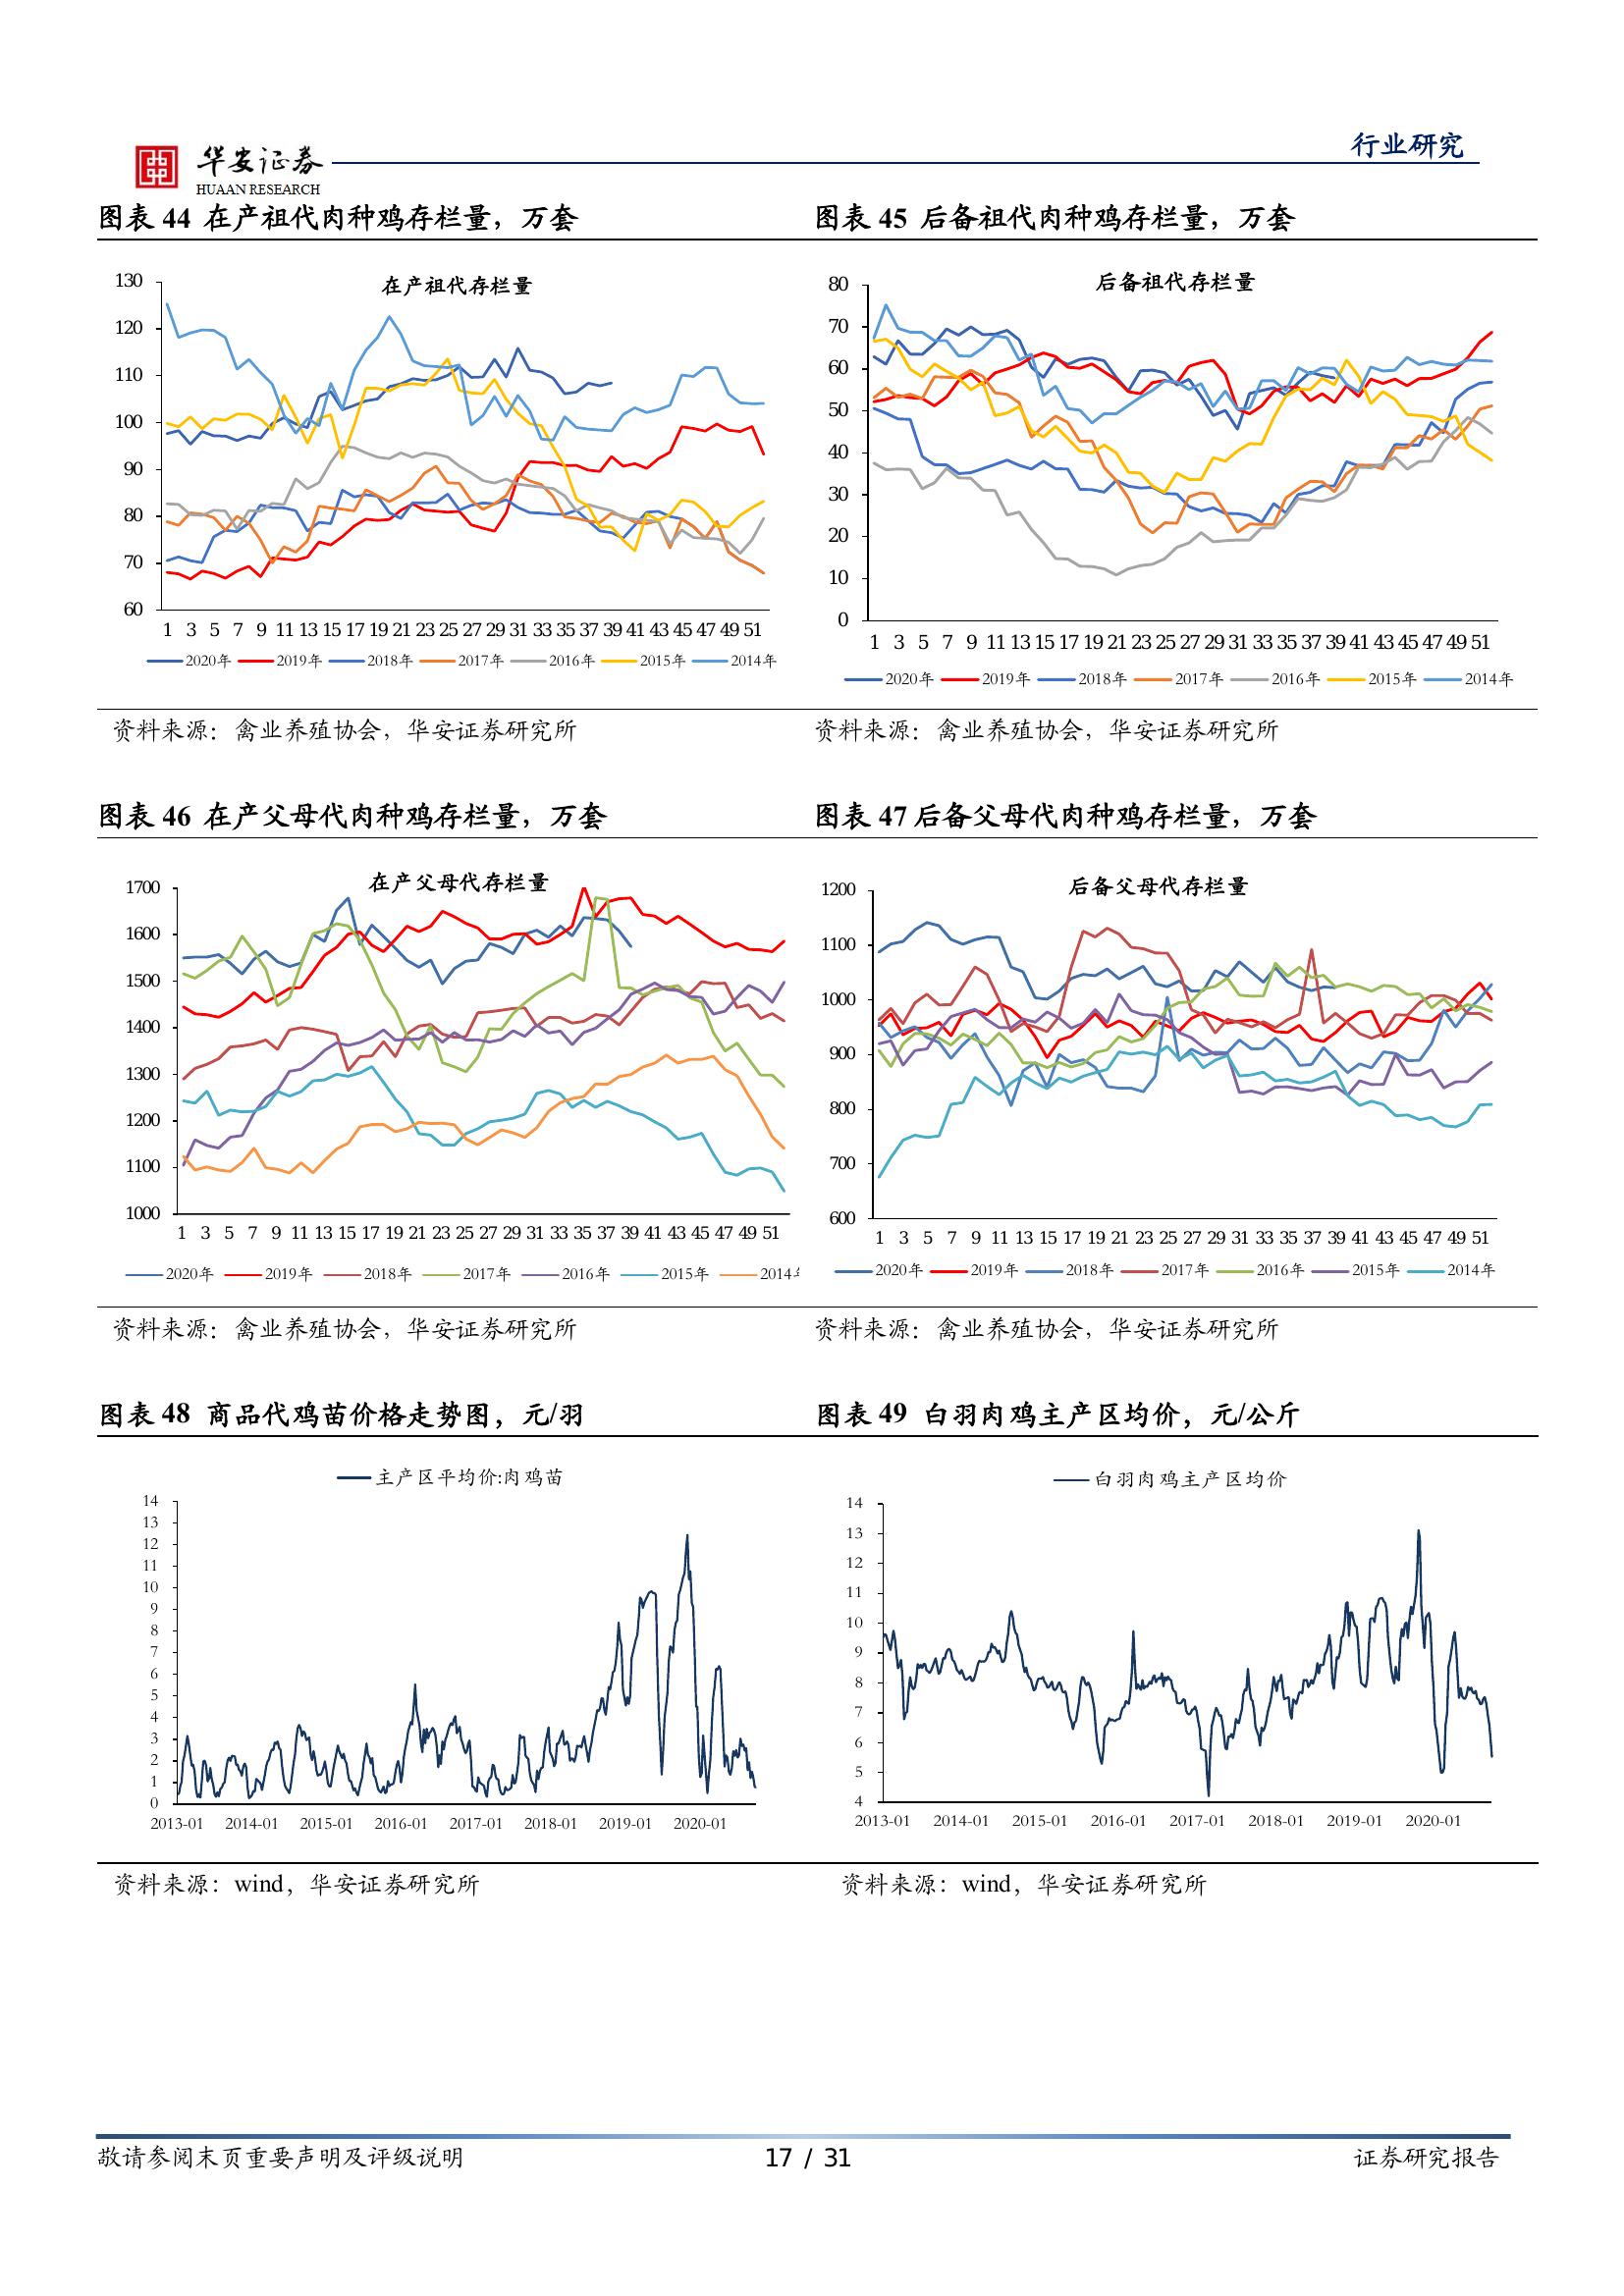 行业研究
华安证券
HUAAN RESEARCH
图表 44 在产祖代肉种鸡存栏量，万套
图表 45 后备祖代肉种鸡存栏量，万套
在产祖代存栏量
130
120
110
100
90
80
70
60
1 3 5 7 9 11 13 15 17 19 21 23 25 27 29 31 33 35 37 39 41 43 45 47 49 51
2020年 2019年 2018年 2017年 2016年 2015年 2014年
后备祖代存栏量
80
70
60
50
40
30
20
10
0
1 3 5 7 9 11 13 15 17 19 21 23 25 27 29 31 33 35 37 39 41 43 45 47 49 51
2020年 2019年 2018年 2017年 2016年 2015年 2014年
资料来源：禽业养殖协会，华安证券研究所
资料来源：禽业养殖协会，华安证券研究所
图表 46 在产父母代肉种鸡存栏量，万套
图表 47 后备父母代肉种鸡存栏量，万套
在产父母代存栏量
1700
1600
1500
1400
1300
1200
1100
1000
1 3 5 7 9 11 13 15 17 19 21 23 25 27 29 31 33 35 37 39 41 43 45 47 49 51
2020年 2019年 2018年 2017年 2016年 2015年 2014
后备父母代存栏量
1200
1100
1000
900
800
700
600
1 3 5 7 9 11 13 15 17 19 21 23 25 27 29 31 33 35 37 39 41 43 45 47 49 51
2020年 2019年 2018年 2017年 2016年 2015年 2014年
资料来源：禽业养殖协会，华安证券研究所
资料来源：禽业养殖协会，华安证券研究所
图表 48 商品代鸡苗价格走势图，元/羽
图表 49 白羽肉鸡主产区均价，元/公斤
主产区平均价:肉鸡苗
14
13
12
11
10
9
8
7
6
5
4
3
2
1
0
2013-01 2014-01 2015-01 2016-01 2017-01 2018-01 2019-01 2020-01
白羽肉鸡主产区均价
14
13
12
11
10
9
8
7
6
5
4
2013-01 2014-01 2015-01 2016-01 2017-01 2018-01 2019-01 2020-01
资料来源：wind，华安证券研究所
资料来源：wind，华安证券研究所
敬请参阅末页重要声明及评级说明
17 / 31
证券研究报告